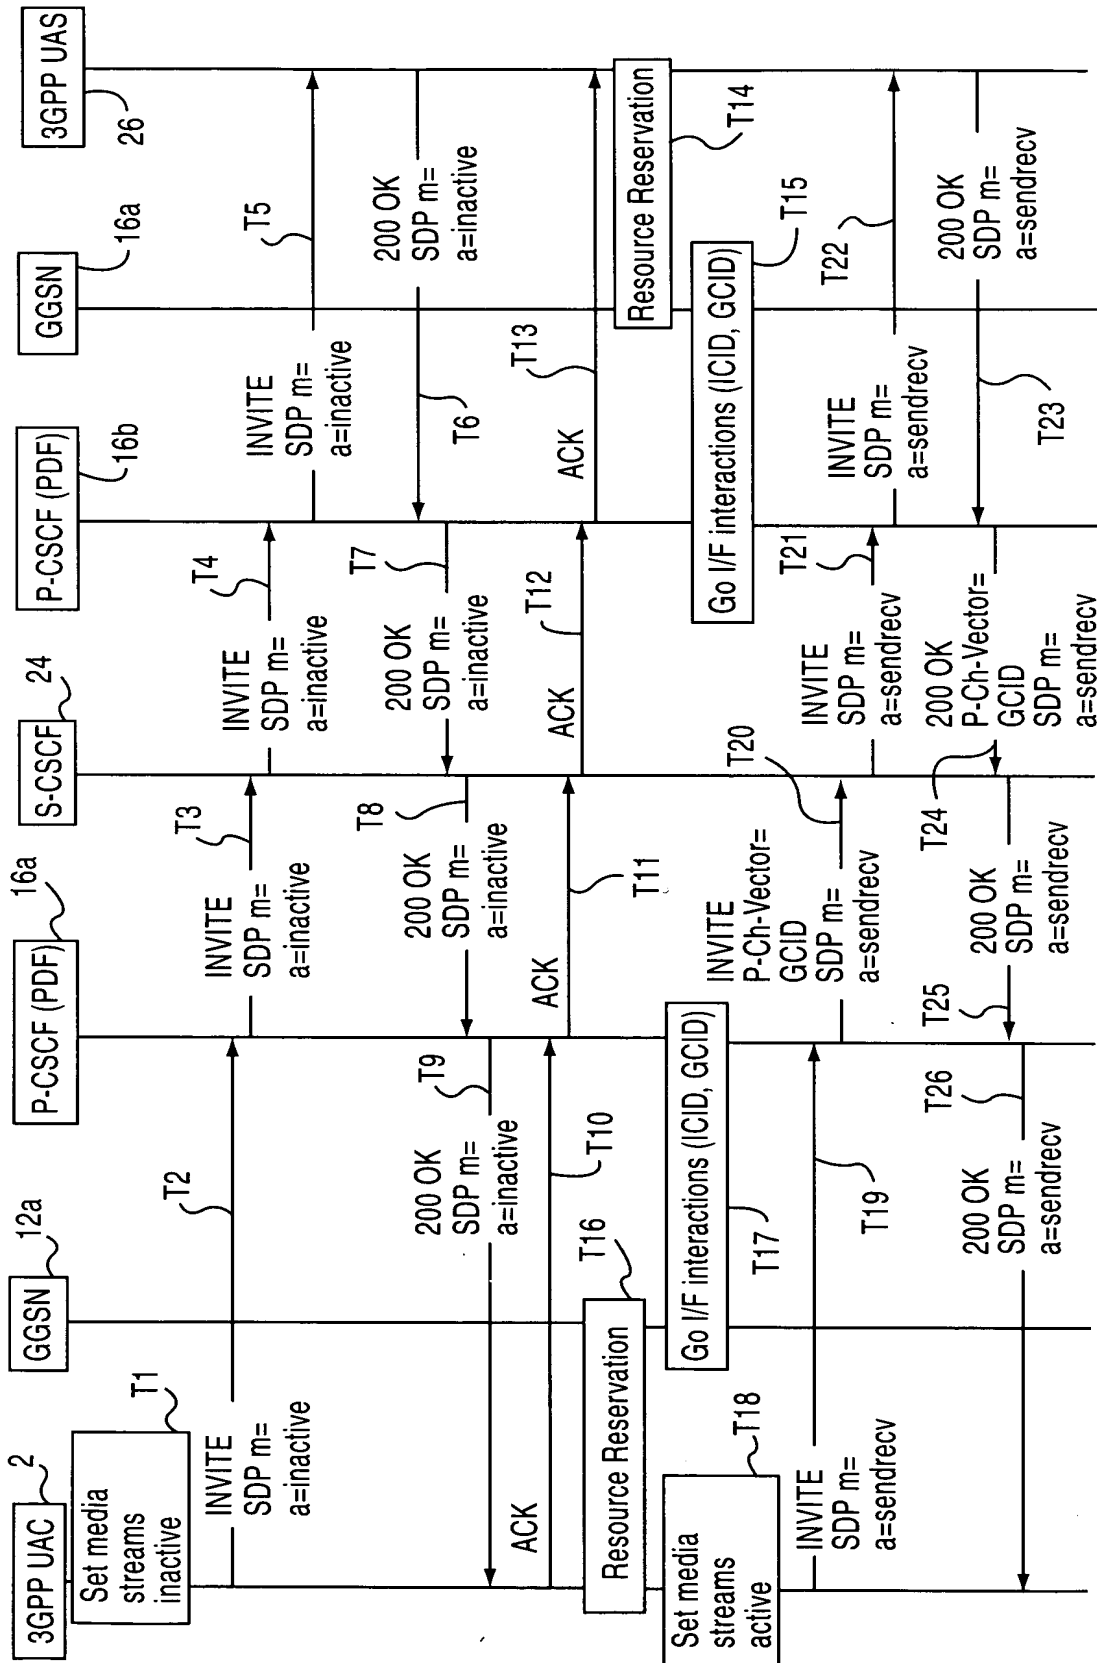 3GPP UAC
2
GGSN
12a
P-CSCF (PDF)
16a
S-CSCF
24
P-CSCF (PDF)
16b
GGSN
16a
3GPP UAS
26
Set media
streams
inactive
T1
INVITE
SDP m=
a=inactive
T2
INVITE
SDP m=
a=inactive
T3
INVITE
SDP m=
a=inactive
T4
INVITE
SDP m=
a=inactive
T5
200 OK
SDP m=
a=inactive
T6
200 OK
SDP m=
a=inactive
T7
200 OK
SDP m=
a=inactive
T8
200 OK
SDP m=
a=inactive
T9
ACK
T10
ACK
T11
ACK
T12
ACK
T13
Resource Reservation
T14
Go I/F interactions (ICID, GCID)
T15
Resource Reservation
T16
Go I/F interactions (ICID, GCID)
T17
Set media
streams
active
T18
INVITE
SDP m=
a=sendrecv
T19
INVITE
P-Ch-Vector=
GCID
SDP m=
a=sendrecv
T20
INVITE
SDP m=
a=sendrecv
T21
INVITE
SDP m=
a=sendrecv
T22
200 OK
SDP m=
a=sendrecv
T23
200 OK
P-Ch-Vector=
GCID
SDP m=
a=sendrecv
T24
200 OK
SDP m=
a=sendrecv
T25
200 OK
SDP m=
a=sendrecv
T26